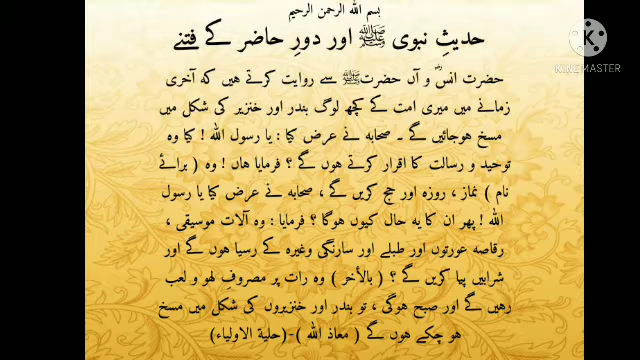 بسم اللہ الرحمن الرحیم
حدیثِ نبوی ﷺ اور دورِ حاضر کے فتنے
حضرت انسؓ و آں حضرتﷺ سے روایت کرتے ہیں کہ آخری
زمانے میں میری امت کے کچھ لوگ بندر اور خنزیر کی شکل میں
مسخ ہوجائیں گے ۔ صحابہ نے عرض کیا : یا رسول اللہ ! کیا وہ
توحید و رسالت کا اقرار کرتے ہوں گے ؟ فرمایا ہاں ! وہ ( برائے
نام ) نماز ، روزہ اور حج کریں گے ، صحابہ نے عرض کیا یا رسول
اللہ ! پھر ان کا یہ حال کیوں ہوگا ؟ فرمایا : وہ آلات موسیقی ،
رقاصہ عورتوں اور طبلے اور سارنگی وغیرہ کے رسیا ہوں گے اور
شرابیں پیا کریں گے ؟ ( بالأخر ) وہ رات پر مصروفِ لهو و لعب
رہیں گے اور صبح ہوگی ، تو بندر اور خنزیروں کی شکل میں مسخ
ہو چکے ہوں گے ( معاذ اللہ )-(حلیة الاولیاء)
K
KINEMASTER